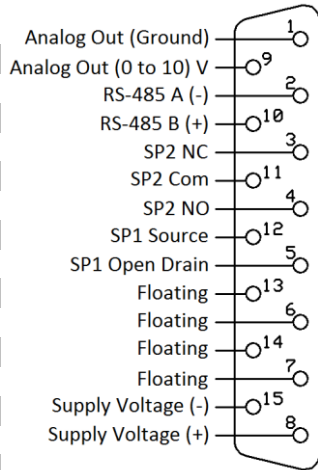 Analog Out (Ground) 1
Analog Out (0 to 10) V 9
RS-485 A (-) 2
RS-485 B (+) 10
SP2 NC 3
SP2 Com 11
SP2 NO 4
SP1 Source 12
SP1 Open Drain 5
Floating 13
Floating 6
Floating 14
Floating 7
Supply Voltage (-) 15
Supply Voltage (+) 8